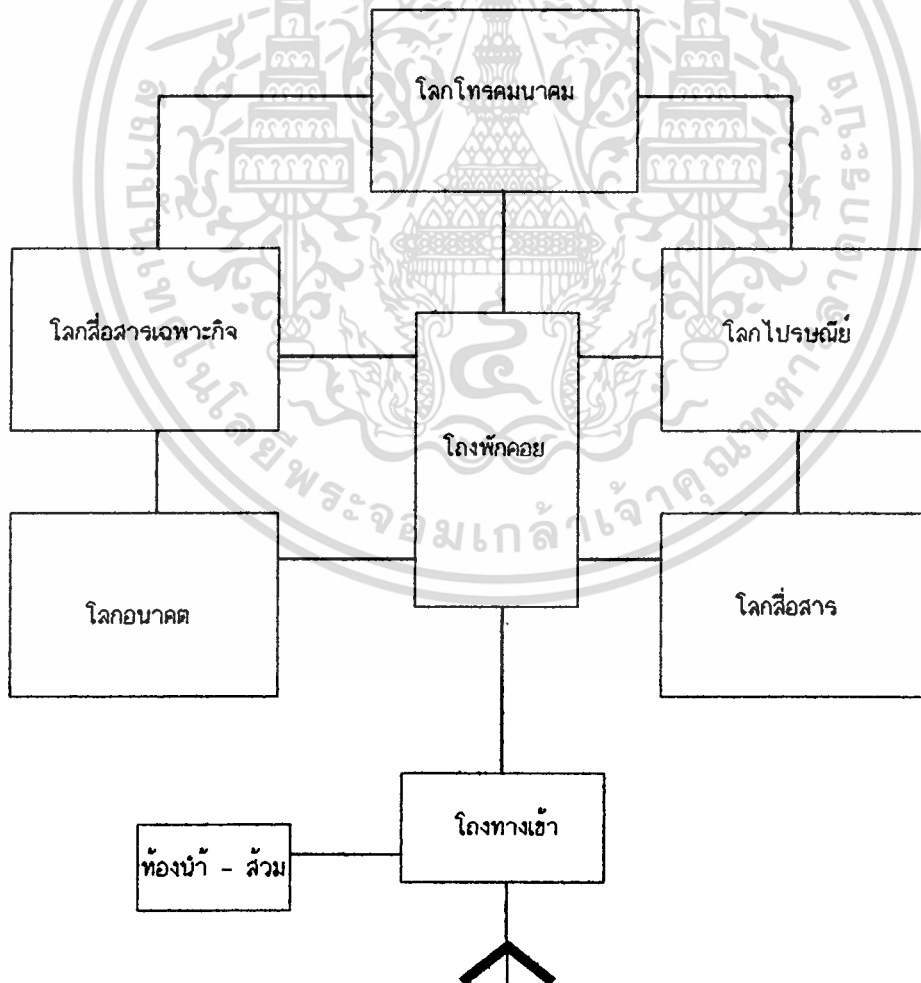 โลกโทรคมนาคม
โลกสื่อสารเฉพาะกิจ
โลกไปรษณีย์
โถงพักคอย
โลกอนาคต
โลกสื่อสาร
โถงทางเข้า
ห้องน้ำ - ส้วม